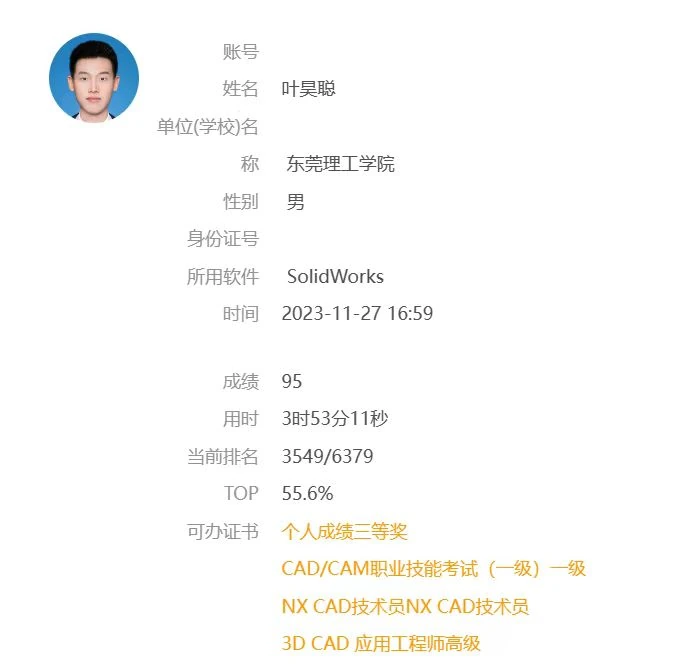 账号
姓名 叶昊聪
单位(学校)名
称 东莞理工学院
性别 男
身份证号
所用软件 SolidWorks
时间 2023-11-27 16:59
成绩 95
用时 3时53分11秒
当前排名 3549/6379
TOP 55.6%
可办证书 个人成绩三等奖
CAD/CAM职业技能考试（一级）一级
NX CAD技术员NX CAD技术员
3D CAD 应用工程师高级